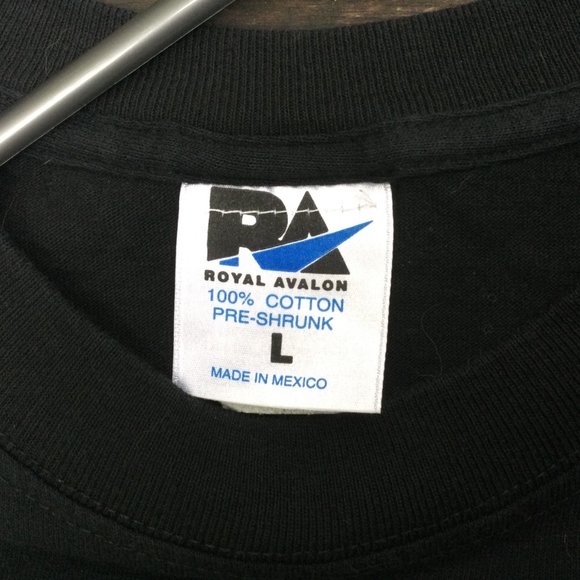 RA
ROYAL AVALON
100% COTTON
PRE-SHRUNK
L
MADE IN MEXICO